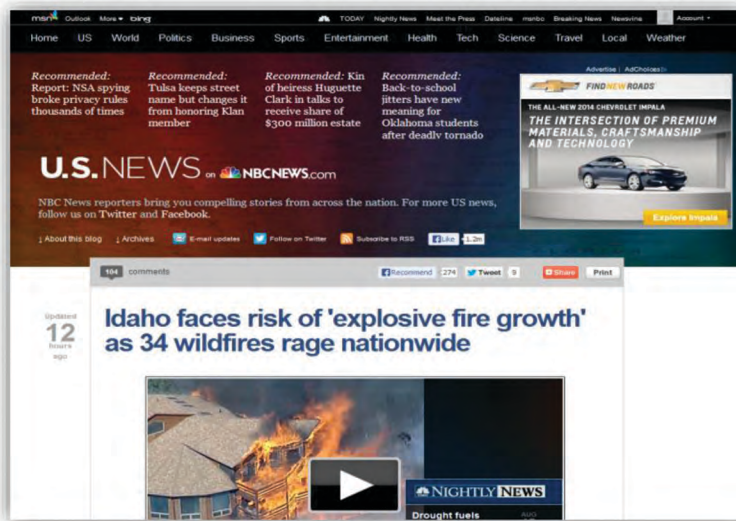 msn Outlook More bing TODAY Nightly News Meet the Press Dateline msnbc Breaking News Newsvine Account
Home US World Politics Business Sports Entertainment Health Tech Science Travel Local Weather
Advertise | AdChoices
Recommended:
Report: NSA spying
broke privacy rules
thousands of times
Recommended:
Tulsa keeps street
name but changes it
from honoring Klan
member
Recommended: Kin
of heiress Huguette
Clark in talks to
receive share of
$300 million estate
Recommended:
Back-to-school
jitters have new
meaning for
Oklahoma students
after deadly tornado
FIND NEW ROADS
THE ALL-NEW 2014 CHEVROLET IMPALA
THE INTERSECTION OF PREMIUM
MATERIALS, CRAFTSMANSHIP
AND TECHNOLOGY
Explore Impala
U.S. NEWS on NBCNEWS.com
NBC News reporters bring you compelling stories from across the nation. For more US news,
follow us on Twitter and Facebook.
↓ About this blog ↓ Archives E-mail updates Follow on Twitter Subscribe to RSS Like 1.2m
104 comments Recommend 274 Tweet 9 Share Print
Updated
12
hours
ago
Idaho faces risk of 'explosive fire growth'
as 34 wildfires rage nationwide
NIGHTLY NEWS
Drought fuels AUG